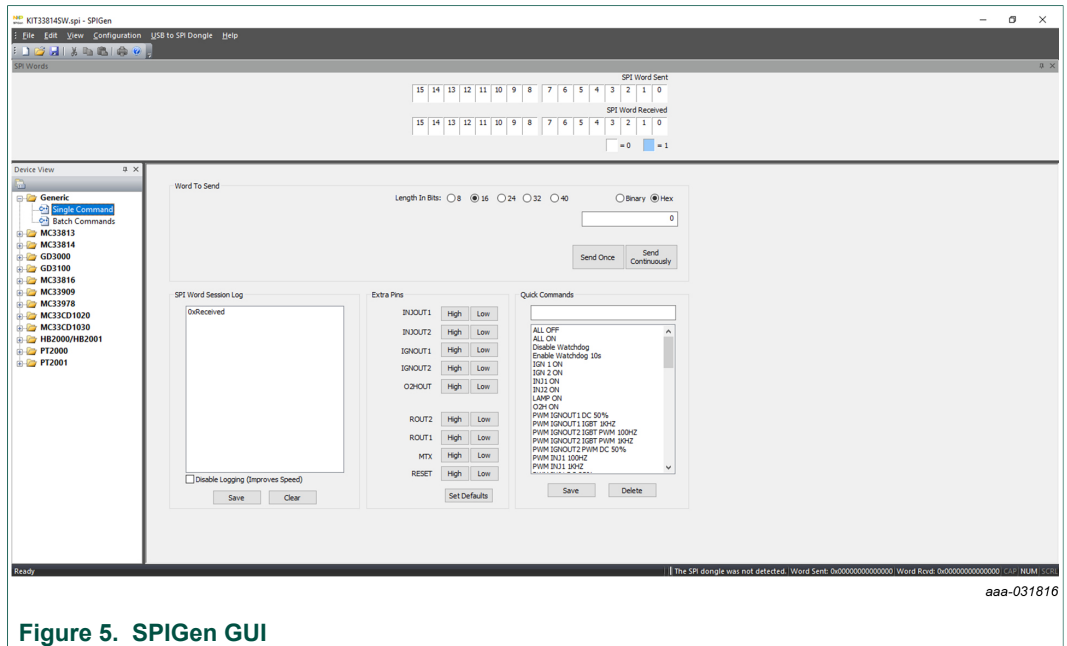 KIT33814SW.spi - SPIGen
File Edit View Configuration USB to SPI Dongle Help
SPI Words
SPI Word Sent
15 14 13 12 11 10 9 8 7 6 5 4 3 2 1 0
SPI Word Received
15 14 13 12 11 10 9 8 7 6 5 4 3 2 1 0
= 0 = 1
Device View
Generic
Single Command
Batch Commands
MC33813
MC33814
GD3000
GD3100
MC33816
MC33909
MC33978
MC33CD1020
MC33CD1030
HB2000/HB2001
PT2000
PT2001
Word To Send
Length In Bits: 8 16 24 32 40 Binary Hex
0
Send Once Send Continuously
SPI Word Session Log
0xReceived
Disable Logging (Improves Speed)
Save Clear
Extra Pins
INJOUT1 High Low
INJOUT2 High Low
IGNOUT1 High Low
IGNOUT2 High Low
O2HOUT High Low
ROUT2 High Low
ROUT1 High Low
MTX High Low
RESET High Low
Set Defaults
Quick Commands
ALL OFF
ALL ON
Disable Watchdog
Enable Watchdog 10s
IGN 1 ON
IGN 2 ON
INJ1 ON
INJ2 ON
LAMP ON
O2H ON
PWM IGNOUT1 DC 50%
PWM IGNOUT1 IGBT 1KHZ
PWM IGNOUT2 IGBT PWM 100HZ
PWM IGNOUT2 IGBT PWM 1KHZ
PWM IGNOUT2 PWM DC 50%
PWM INJ1 100HZ
PWM INJ1 1KHZ
Save Delete
Ready
The SPI dongle was not detected. Word Sent: 0x00000000000000 Word Rcvd: 0x00000000000000 CAP NUM SCRL
aaa-031816
Figure 5. SPIGen GUI